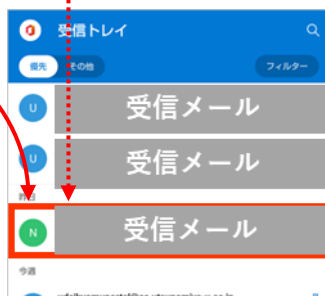 受信トレイ
優先 その他 フィルター
U 受信メール
U 受信メール
昨日
N 受信メール
今週